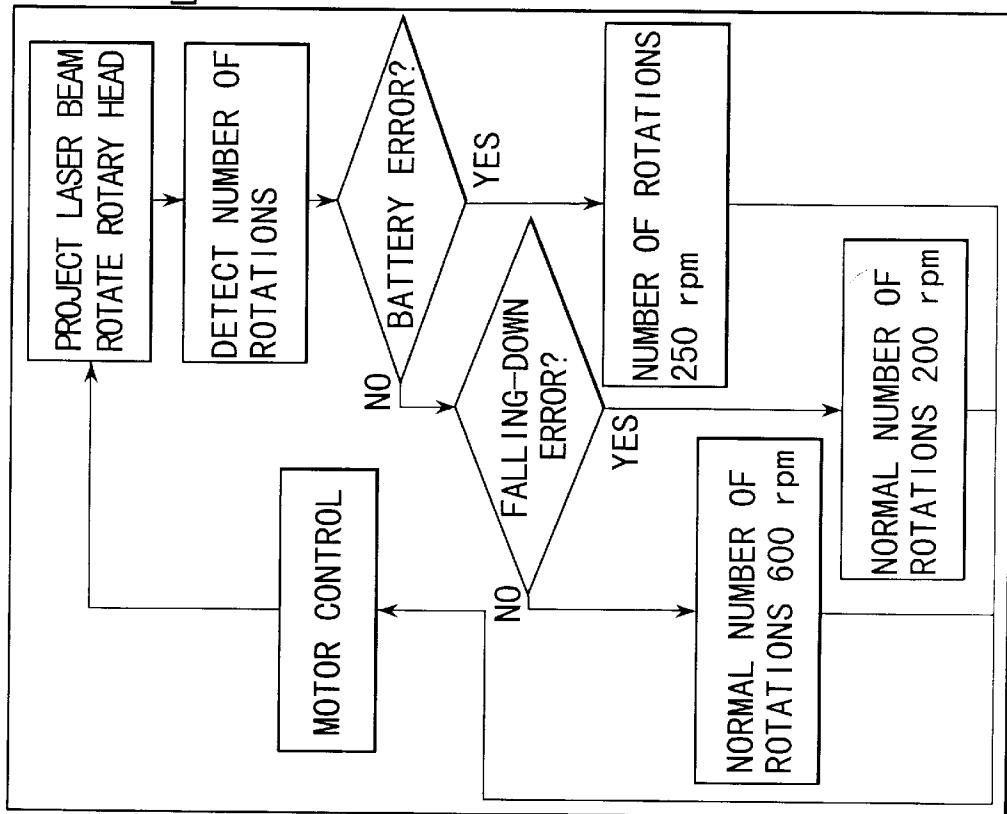 PROJECT LASER BEAM
ROTATE ROTARY HEAD
DETECT NUMBER OF
ROTATIONS
BATTERY ERROR?
YES
NO
NUMBER OF ROTATIONS
250 rpm
FALLING-DOWN
ERROR?
YES
NO
NORMAL NUMBER OF
ROTATIONS 200 rpm
NORMAL NUMBER OF
ROTATIONS 600 rpm
MOTOR CONTROL